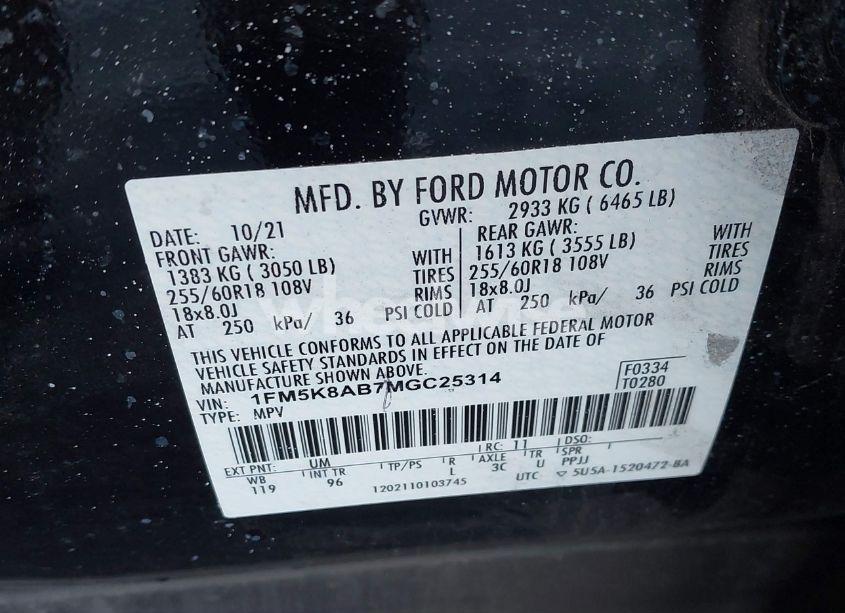 MFD. BY FORD MOTOR CO.
DATE: 10/21 GVWR: 2933 KG ( 6465 LB)
FRONT GAWR: WITH
1383 KG ( 3050 LB) TIRES
255/60R18 108V RIMS
18x8.0J PSI COLD
AT 250 kPa/ 36
REAR GAWR: WITH
1613 KG ( 3555 LB) TIRES
255/60R18 108V RIMS
18x8.0J
AT 250 kPa/ 36 PSI COLD
THIS VEHICLE CONFORMS TO ALL APPLICABLE FEDERAL MOTOR
VEHICLE SAFETY STANDARDS IN EFFECT ON THE DATE OF
MANUFACTURE SHOWN ABOVE.
VIN: 1FM5K8AB7MGC25314 F0334
TYPE: MPV T0280
RC: 11 DSO:
EXT PNT: UM
WB INT TR TP/PS R AXLE TR SPR
119 96 L 3C U PPJJ
1202110103745 UTC ▽ 5U5A-1520472-BA